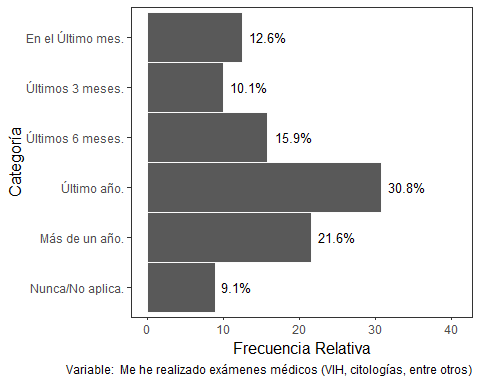 En el Último mes.
12.6%
Últimos 3 meses.
10.1%
Últimos 6 meses.
15.9%
Último año.
30.8%
Más de un año.
21.6%
Nunca/No aplica.
9.1%
Categoría
0 10 20 30 40
Frecuencia Relativa
Variable: Me he realizado exámenes médicos (VIH, citologías, entre otros)